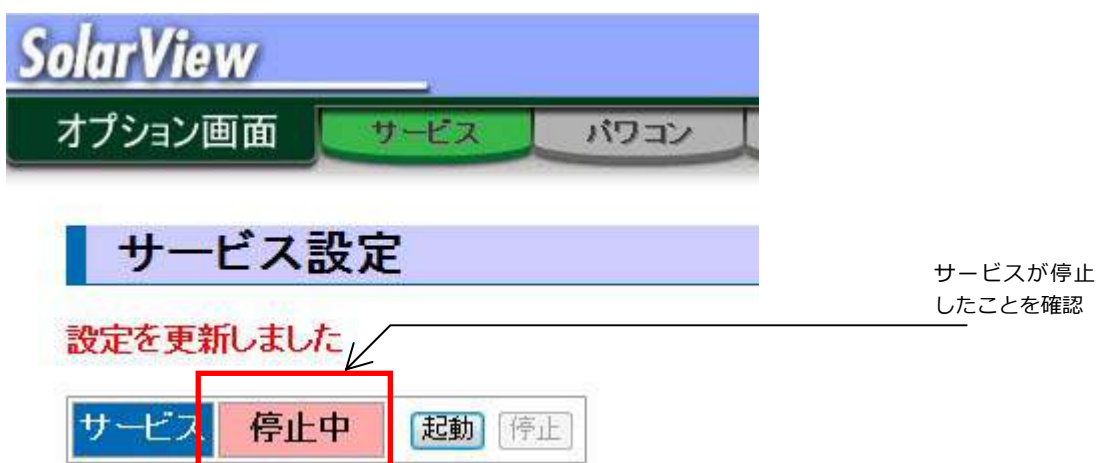 SolarView
オプション画面 サービス パワコン
サービス設定
サービスが停止
したことを確認
設定を更新しました
サービス 停止中 起動 停止